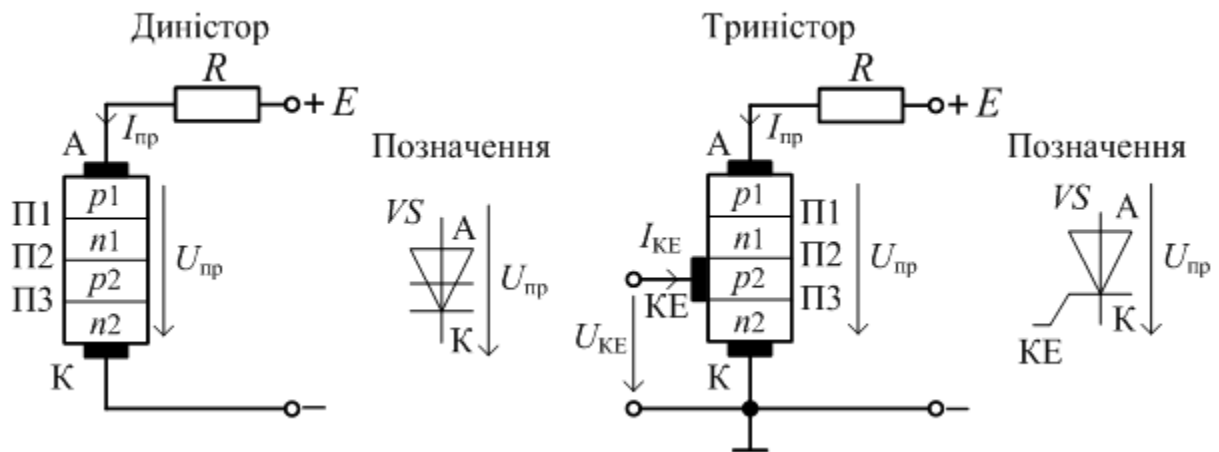 Диністор
R
+ E
Iпр
А
Позначення
p1
П1
n1
П2
p2
П3
n2
Uпр
К
–
VS
А
Uпр
К
Триністор
R
+ E
Iпр
А
Позначення
p1
П1
n1
П2
p2
П3
n2
IКЕ
КЕ
UКЕ
Uпр
К
–
VS
А
Uпр
К
КЕ